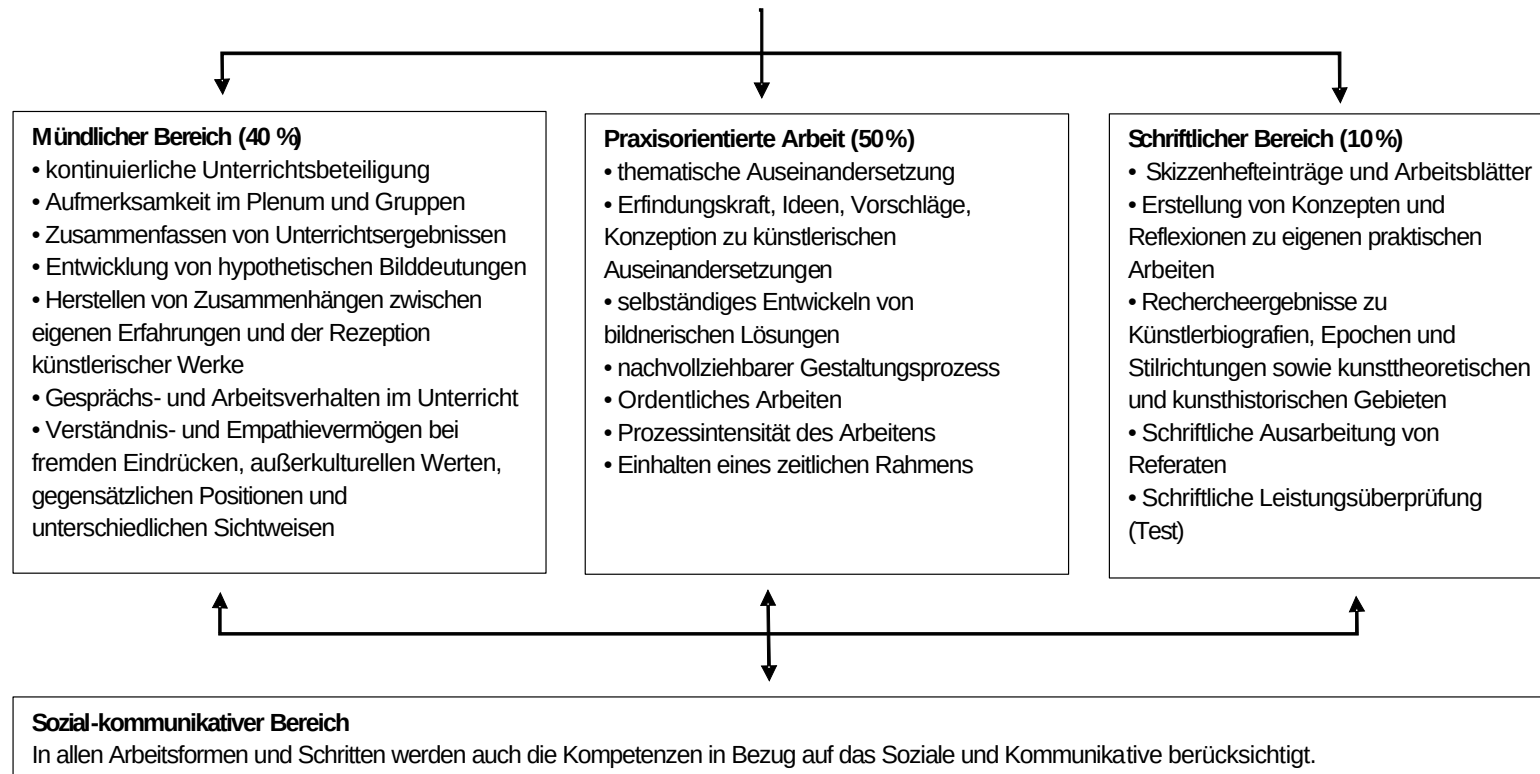 Mündlicher Bereich (40 %)
• kontinuierliche Unterrichtsbeteiligung
• Aufmerksamkeit im Plenum und Gruppen
• Zusammenfassen von Unterrichtsergebnissen
• Entwicklung von hypothetischen Bilddeutungen
• Herstellen von Zusammenhängen zwischen
eigenen Erfahrungen und der Rezeption
künstlerischer Werke
• Gesprächs- und Arbeitsverhalten im Unterricht
• Verständnis- und Empathievermögen bei
fremden Eindrücken, außerkulturellen Werten,
gegensätzlichen Positionen und
unterschiedlichen Sichtweisen
Praxisorientierte Arbeit (50%)
• thematische Auseinandersetzung
• Erfindungskraft, Ideen, Vorschläge,
Konzeption zu künstlerischen
Auseinandersetzungen
• selbständiges Entwickeln von
bildnerischen Lösungen
• nachvollziehbarer Gestaltungsprozess
• Ordentliches Arbeiten
• Prozessintensität des Arbeitens
• Einhalten eines zeitlichen Rahmens
Schriftlicher Bereich (10%)
• Skizzenhefteinträge und Arbeitsblätter
• Erstellung von Konzepten und
Reflexionen zu eigenen praktischen
Arbeiten
• Rechercheergebnisse zu
Künstlerbiografien, Epochen und
Stilrichtungen sowie kunsttheoretischen
und kunsthistorischen Gebieten
• Schriftliche Ausarbeitung von
Referaten
• Schriftliche Leistungsüberprüfung
(Test)
Sozial-kommunikativer Bereich
In allen Arbeitsformen und Schritten werden auch die Kompetenzen in Bezug auf das Soziale und Kommunikative berücksichtigt.